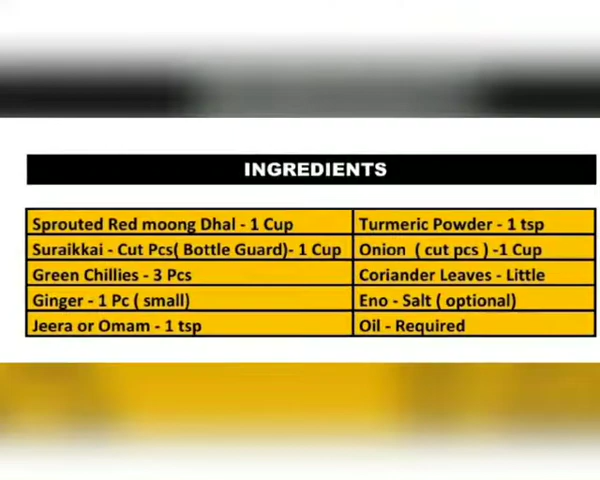 INGREDIENTS
Sprouted Red moong Dhal - 1 Cup
Turmeric Powder - 1 tsp
Suraikkai - Cut Pcs( Bottle Guard)- 1 Cup
Onion ( cut pcs ) -1 Cup
Green Chillies - 3 Pcs
Coriander Leaves - Little
Ginger - 1 Pc ( small)
Eno - Salt ( optional)
Jeera or Omam - 1 tsp
Oil - Required